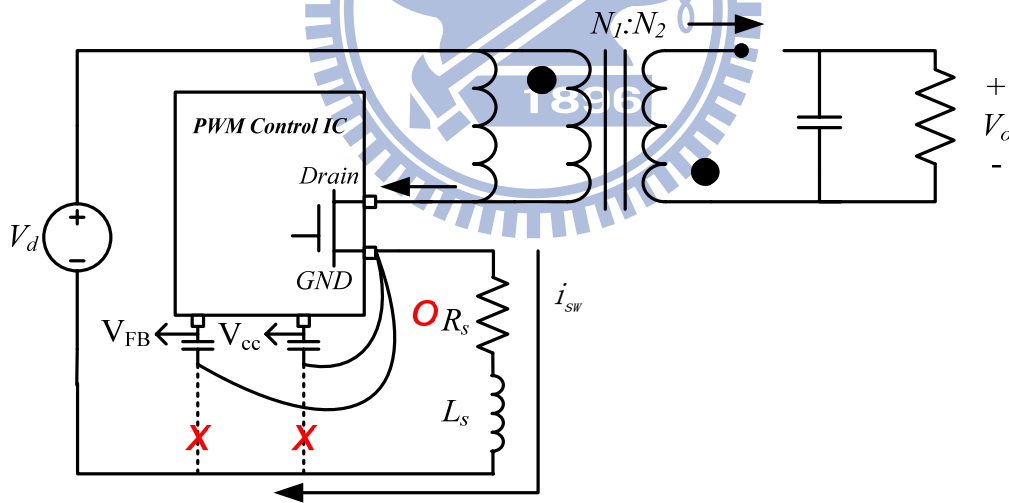 N1:N2
1896
PWM Control IC
Drain
+
Vo
-
+
Vd
-
GND
isw
O Rs
VFB
Vcc
Ls
X X